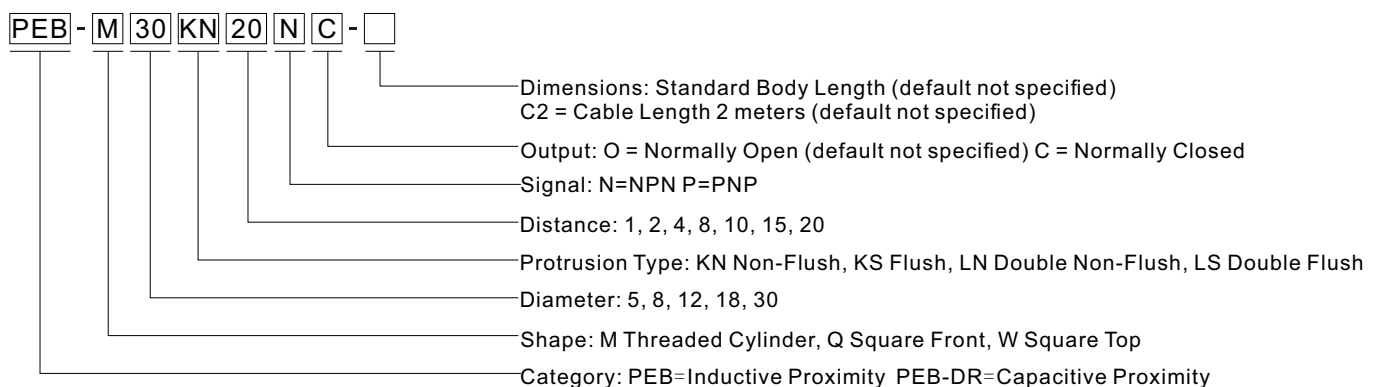 PEB-M30KN20NC-
Dimensions: Standard Body Length (default not specified)
C2 = Cable Length 2 meters (default not specified)
Output: O = Normally Open (default not specified) C = Normally Closed
Signal: N=NPN P=PNP
Distance: 1, 2, 4, 8, 10, 15, 20
Protrusion Type: KN Non-Flush, KS Flush, LN Double Non-Flush, LS Double Flush
Diameter: 5, 8, 12, 18, 30
Shape: M Threaded Cylinder, Q Square Front, W Square Top
Category: PEB=Inductive Proximity PEB-DR=Capacitive Proximity